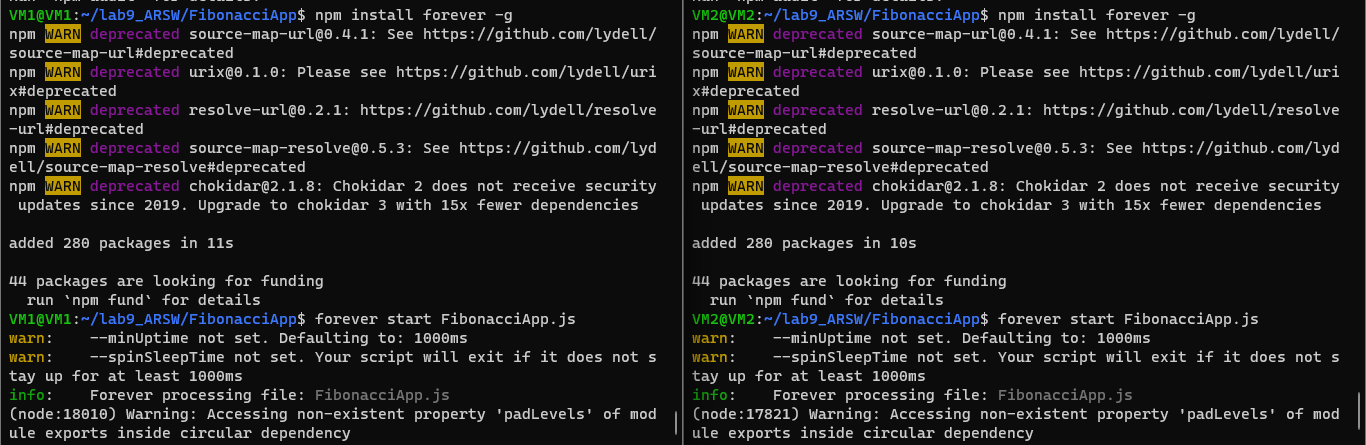 VM1@VM1:~/lab9_ARSW/FibonacciApp$ npm install forever -g
npm WARN deprecated source-map-url@0.4.1: See https://github.com/lydell/
source-map-url#deprecated
npm WARN deprecated urix@0.1.0: Please see https://github.com/lydell/uri
x#deprecated
npm WARN deprecated resolve-url@0.2.1: https://github.com/lydell/resolve
-url#deprecated
npm WARN deprecated source-map-resolve@0.5.3: See https://github.com/lyd
ell/source-map-resolve#deprecated
npm WARN deprecated chokidar@2.1.8: Chokidar 2 does not receive security
 updates since 2019. Upgrade to chokidar 3 with 15x fewer dependencies

added 280 packages in 11s

44 packages are looking for funding
  run `npm fund` for details
VM1@VM1:~/lab9_ARSW/FibonacciApp$ forever start FibonacciApp.js
warn:    --minUptime not set. Defaulting to: 1000ms
warn:    --spinSleepTime not set. Your script will exit if it does not s
tay up for at least 1000ms
info:    Forever processing file: FibonacciApp.js
(node:18010) Warning: Accessing non-existent property 'padLevels' of mod
ule exports inside circular dependency
VM2@VM2:~/lab9_ARSW/FibonacciApp$ npm install forever -g
npm WARN deprecated source-map-url@0.4.1: See https://github.com/lydell/
source-map-url#deprecated
npm WARN deprecated urix@0.1.0: Please see https://github.com/lydell/uri
x#deprecated
npm WARN deprecated resolve-url@0.2.1: https://github.com/lydell/resolve
-url#deprecated
npm WARN deprecated source-map-resolve@0.5.3: See https://github.com/lyd
ell/source-map-resolve#deprecated
npm WARN deprecated chokidar@2.1.8: Chokidar 2 does not receive security
 updates since 2019. Upgrade to chokidar 3 with 15x fewer dependencies

added 280 packages in 10s

44 packages are looking for funding
  run `npm fund` for details
VM2@VM2:~/lab9_ARSW/FibonacciApp$ forever start FibonacciApp.js
warn:    --minUptime not set. Defaulting to: 1000ms
warn:    --spinSleepTime not set. Your script will exit if it does not s
tay up for at least 1000ms
info:    Forever processing file: FibonacciApp.js
(node:17821) Warning: Accessing non-existent property 'padLevels' of mod
ule exports inside circular dependency